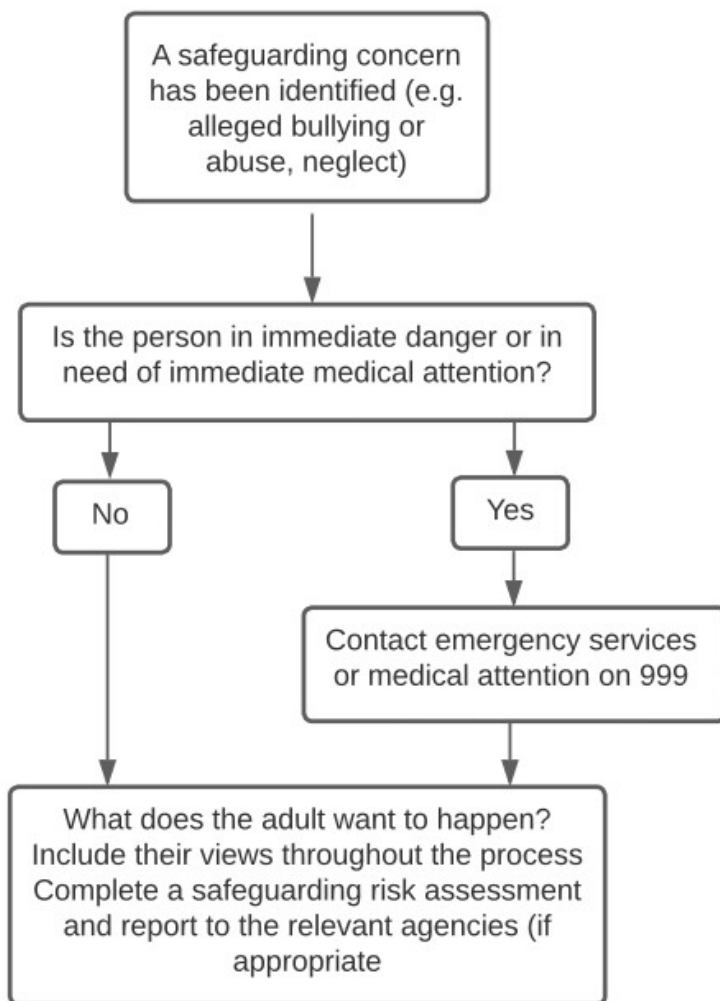 A safeguarding concern
has been identified (e.g.
alleged bullying or
abuse, neglect)
Is the person in immediate danger or in
need of immediate medical attention?
No
Yes
Contact emergency services
or medical attention on 999
What does the adult want to happen?
Include their views throughout the process
Complete a safeguarding risk assessment
and report to the relevant agencies (if
appropriate